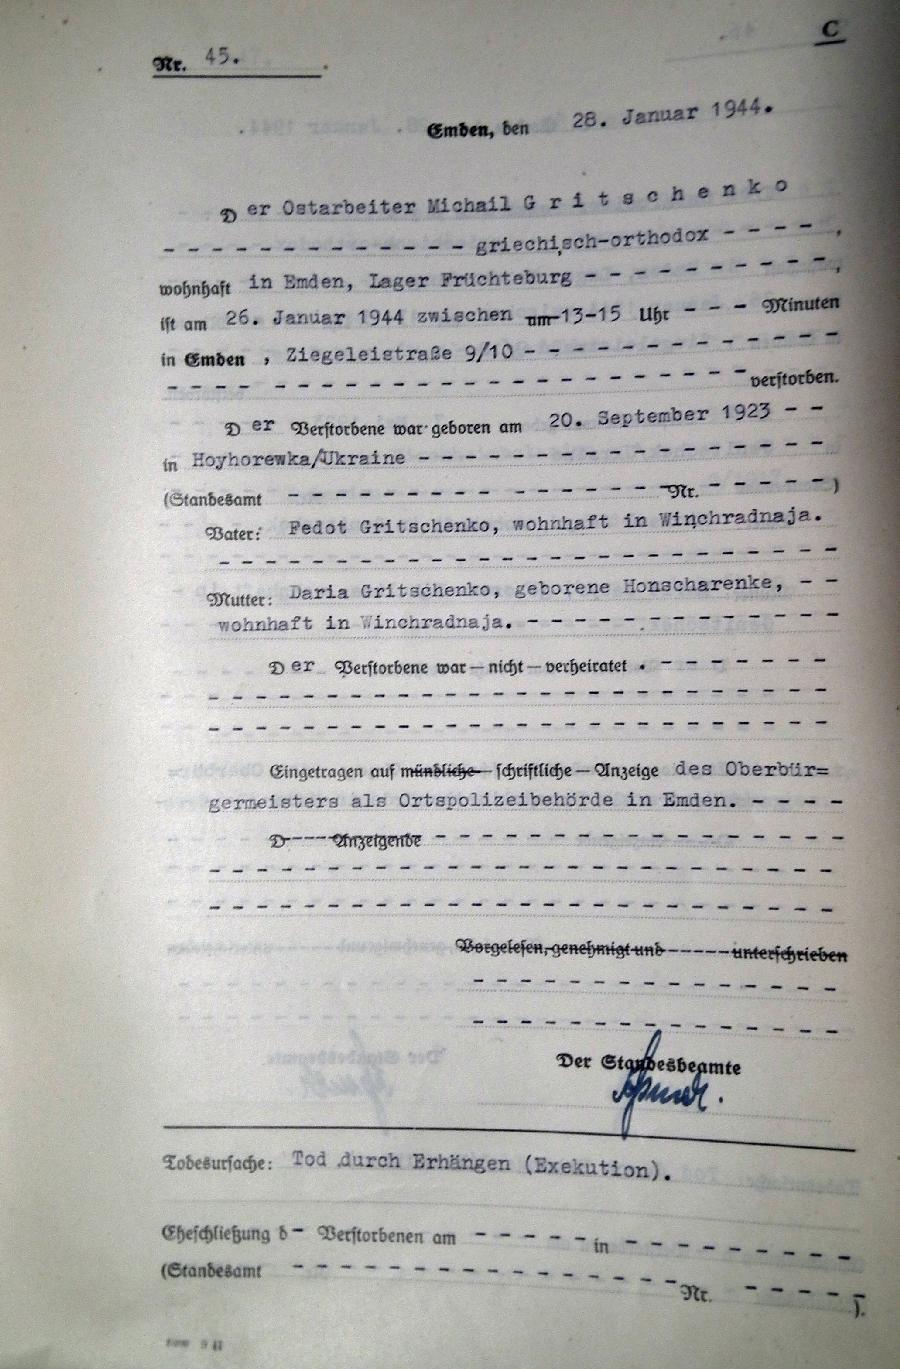 C
Nr. 45.
Emden, den 28. Januar 1944.
Der Ostarbeiter Michail Gritschenko
- - - - - - - - - - - - - griechisch-orthodox - - - - ,
wohnhaft in Emden, Lager Früchteburg - - - - - - - - - ,
ist am 26. Januar 1944 zwischen um 13-15 Uhr - - - Minuten
in Emden , Ziegeleistraße 9/10 - - - - - - - - - - - -
- - - - - - - - - - - - - - - - - - - - - - verstorben.
Der Verstorbene war geboren am 20. September 1923 - -
in Hoyhorewka/Ukraine - - - - - - - - - - - - - - - -
(Standesamt - - - - - - - - - - - - - - - Nr. - - - - - )
Vater: Fedot Gritschenko, wohnhaft in Winchradnaja.
- - - - - - - - - - - - - - - - - - - - - -
Mutter: Daria Gritschenko, geborene Honscharenke, - -
wohnhaft in Winchradnaja. - - - - - - - - - - - -
Der Verstorbene war — nicht — verheiratet . - - - - - - -
- - - - - - - - - - - - - - - - - - - - - -
- - - - - - - - - - - - - - - - - - - - - -
Eingetragen auf mündliche — schriftliche — Anzeige des Oberbür=
germeisters als Ortspolizeibehörde in Emden. - - - -
D - - - - Anzeigende - - - - - - - - - - - - - - -
- - - - - - - - - - - - - - - - - - - - - -
- - - - - - - - - - - - - - - - - - - - - -
Vorgelesen, genehmigt und - - - - - unterschrieben
- - - - - - - - - - - - -
- - - - - - - - - - - - -
Der Standesbeamte
Todesursache: Tod durch Erhängen (Exekution).
Eheschließung d - Verstorbenen am - - - - - in - - - - - - - - -
(Standesamt - - - - - - - - - - - - - - Nr. - - - - - ).